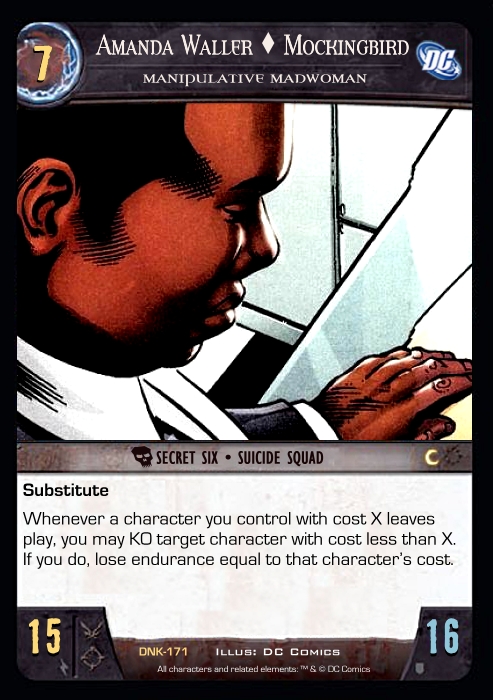 7
AMANDA WALLER ♦ MOCKINGBIRD
MANIPULATIVE MADWOMAN
DC
SECRET SIX • SUICIDE SQUAD
C
Substitute
Whenever a character you control with cost X leaves
play, you may KO target character with cost less than X.
If you do, lose endurance equal to that character's cost.
15
DNK-171 ILLUS: DC COMICS
16
All characters and related elements: ™ & © DC Comics